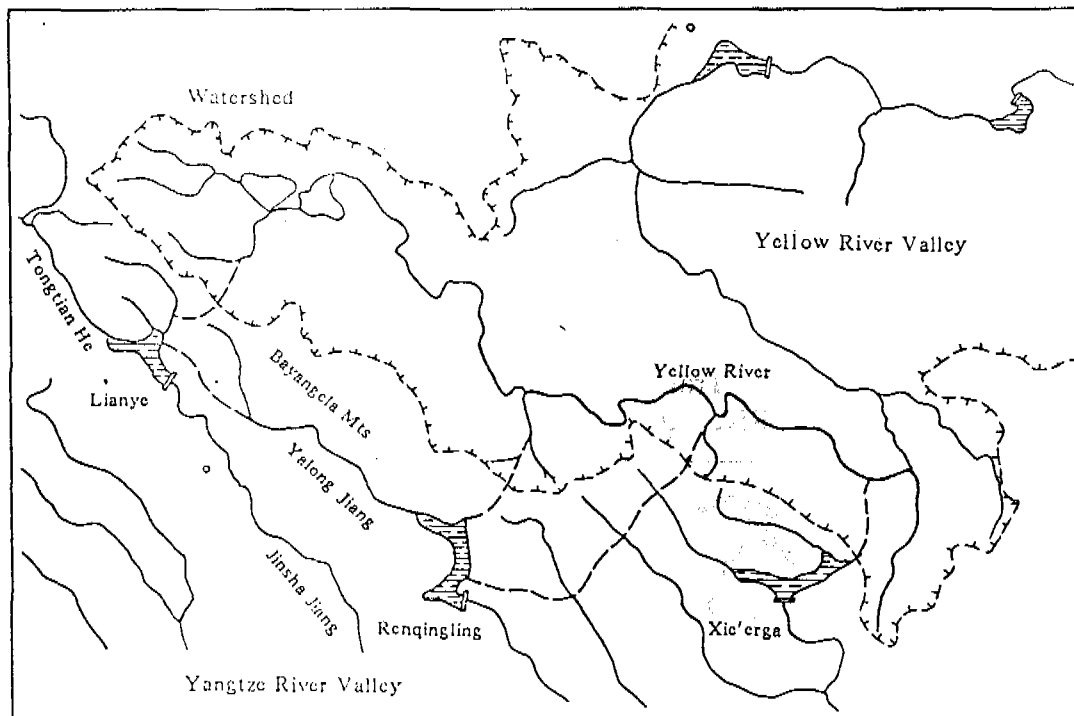 Watershed
Yellow River Valley
Tongtian He
Bayangela Mts
Yellow River
Lianye
Yalong Jiang
Jinsha Jiang
Renqingling
Xie'erga
Yangtze River Valley